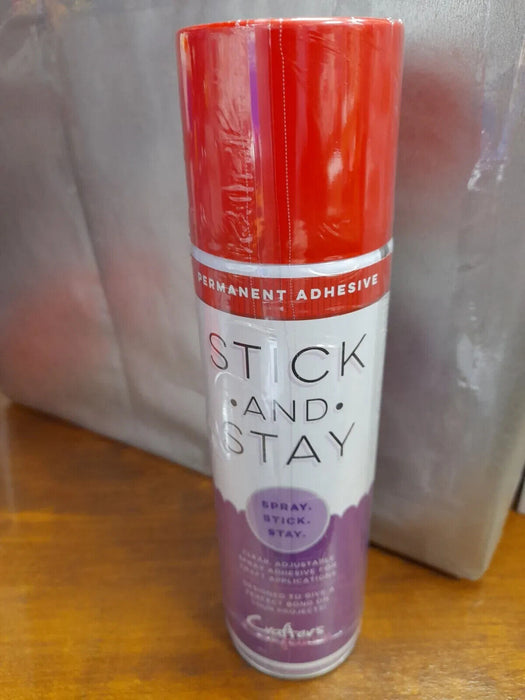 PERMANENT ADHESIVE
STICK
•AND•
STAY
SPRAY.
STICK.
STAY.
CLEAR, ADJUSTABLE
SPRAY ADHESIVE FOR
CRAFT APPLICATIONS
DESIGNED TO GIVE A
PERFECT BOND ON
YOUR PROJECTS!
Crafter's